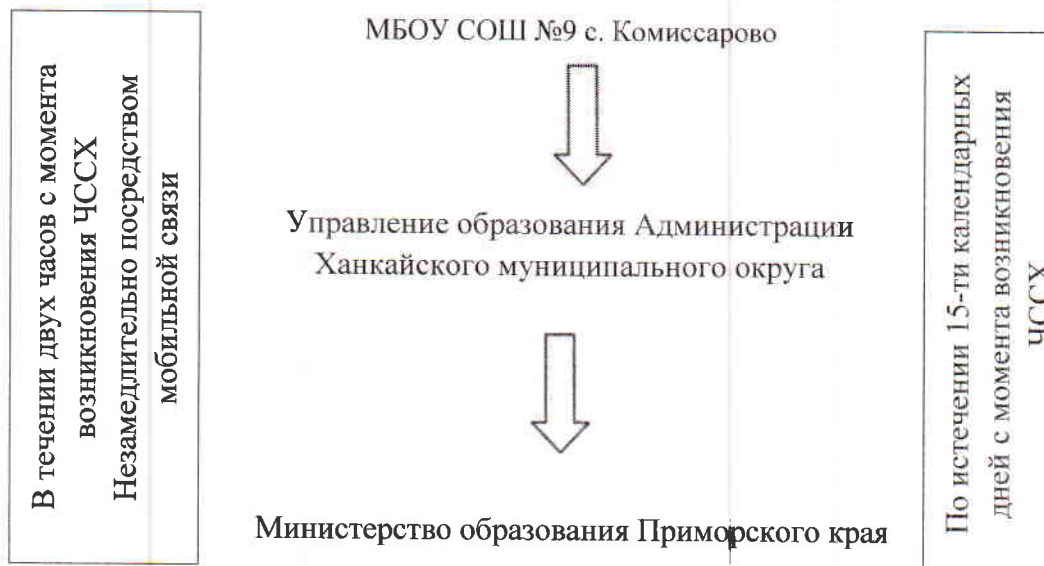 В течении двух часов с момента
возникновения ЧССХ
Незамедлительно посредством
мобильной связи
МБОУ СОШ №9 с. Комиссарово
Управление образования Администрации
Ханкайского муниципального округа
Министерство образования Приморского края
По истечении 15-ти календарных
дней с момента возникновения
ЧССХ